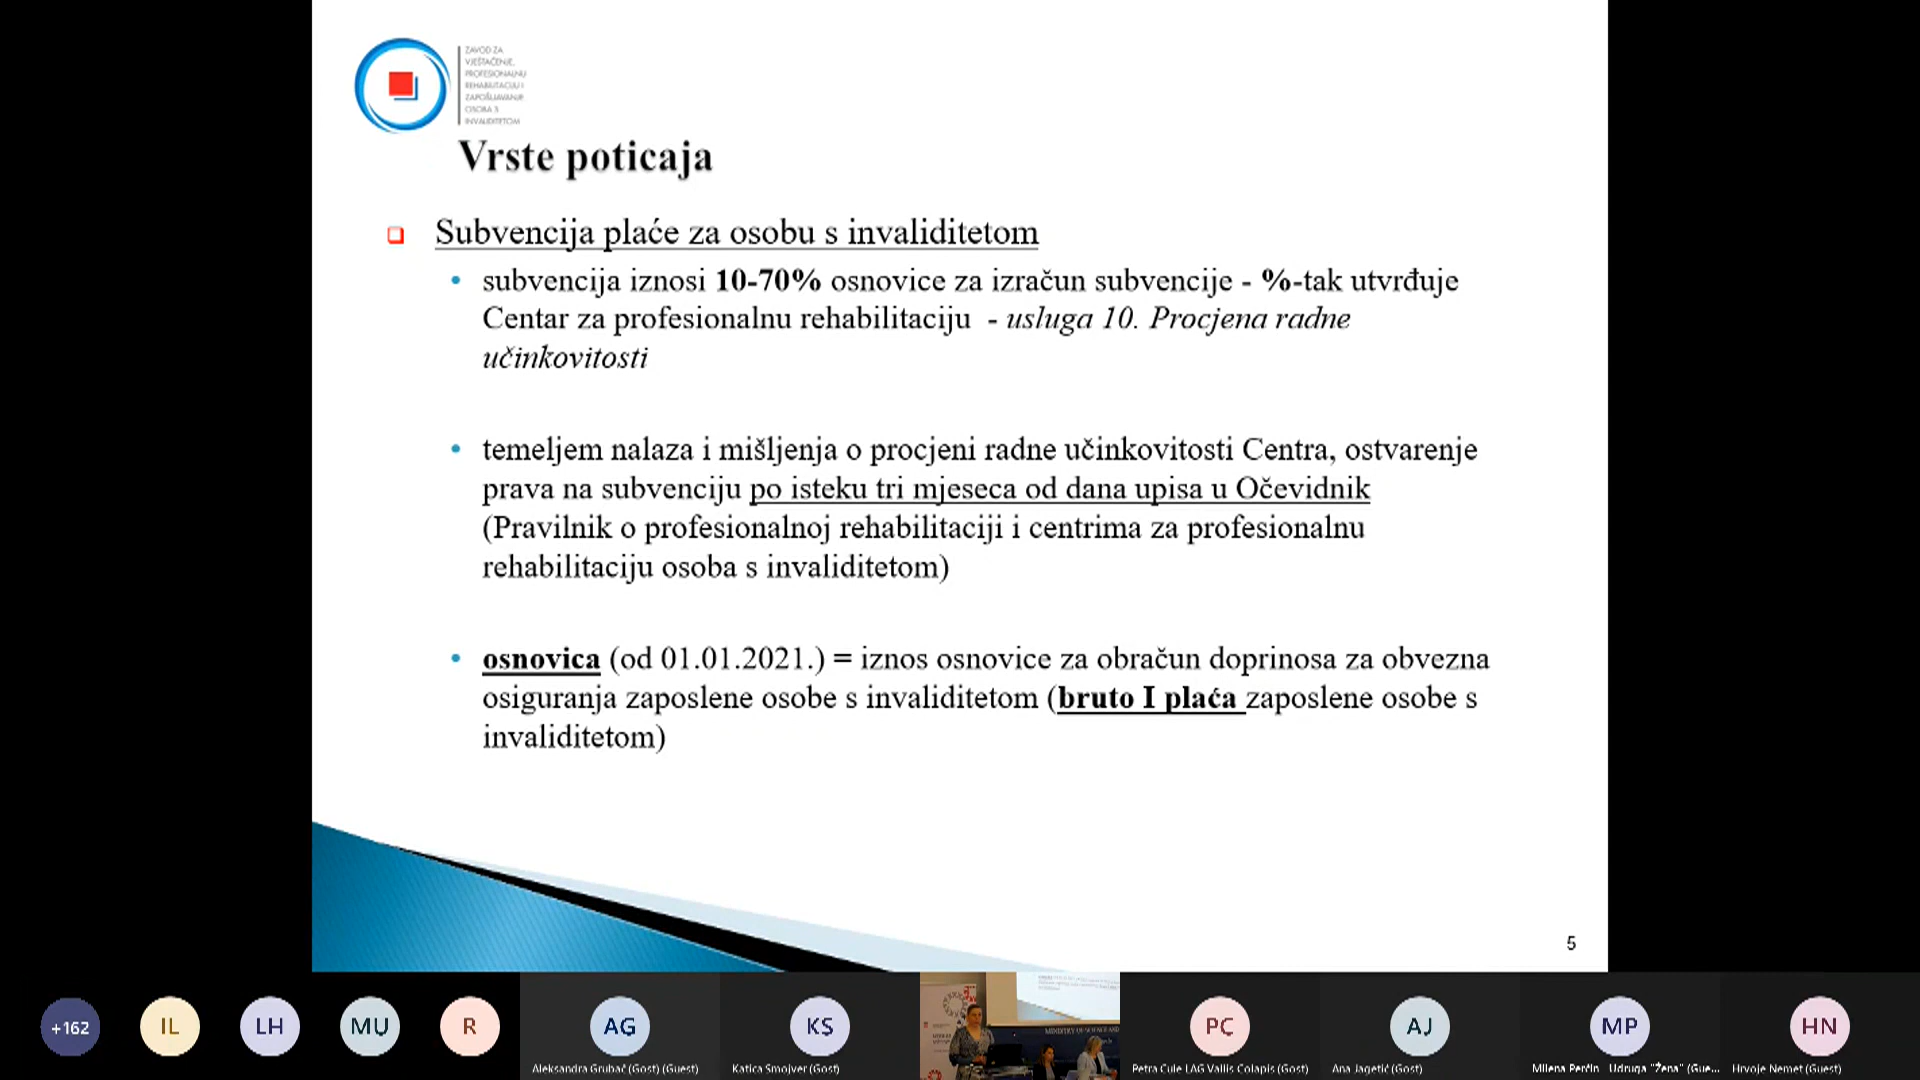 ZAVOD ZA
VJEŠTAČENJE,
PROFESIONALNU
REHABILITACIJU I
ZAPOŠLJAVANJE
OSOBA S
INVALIDITETOM
Vrste poticaja
Subvencija plaće za osobu s invaliditetom
subvencija iznosi 10-70% osnovice za izračun subvencije - %-tak utvrđuje
Centar za profesionalnu rehabilitaciju - usluga 10. Procjena radne
učinkovitosti
temeljem nalaza i mišljenja o procjeni radne učinkovitosti Centra, ostvarenje
prava na subvenciju po isteku tri mjeseca od dana upisa u Očevidnik
(Pravilnik o profesionalnoj rehabilitaciji i centrima za profesionalnu
rehabilitaciju osoba s invaliditetom)
osnovica (od 01.01.2021.) = iznos osnovice za obračun doprinosa za obvezna
osiguranja zaposlene osobe s invaliditetom (bruto I plaća zaposlene osobe s
invaliditetom)
5
+162
IL
LH
MU
R
AG
KS
PC
AJ
MP
HN
Aleksandra Grubač (Gost) (Guest)
Katica Smojver (Gost)
Petra Cule LAG Vallis Colapis (Gost)
Ana Jagetić (Gost)
Milena Perčin - Udruga "Žena" (Gue...
Hrvoje Nemet (Guest)